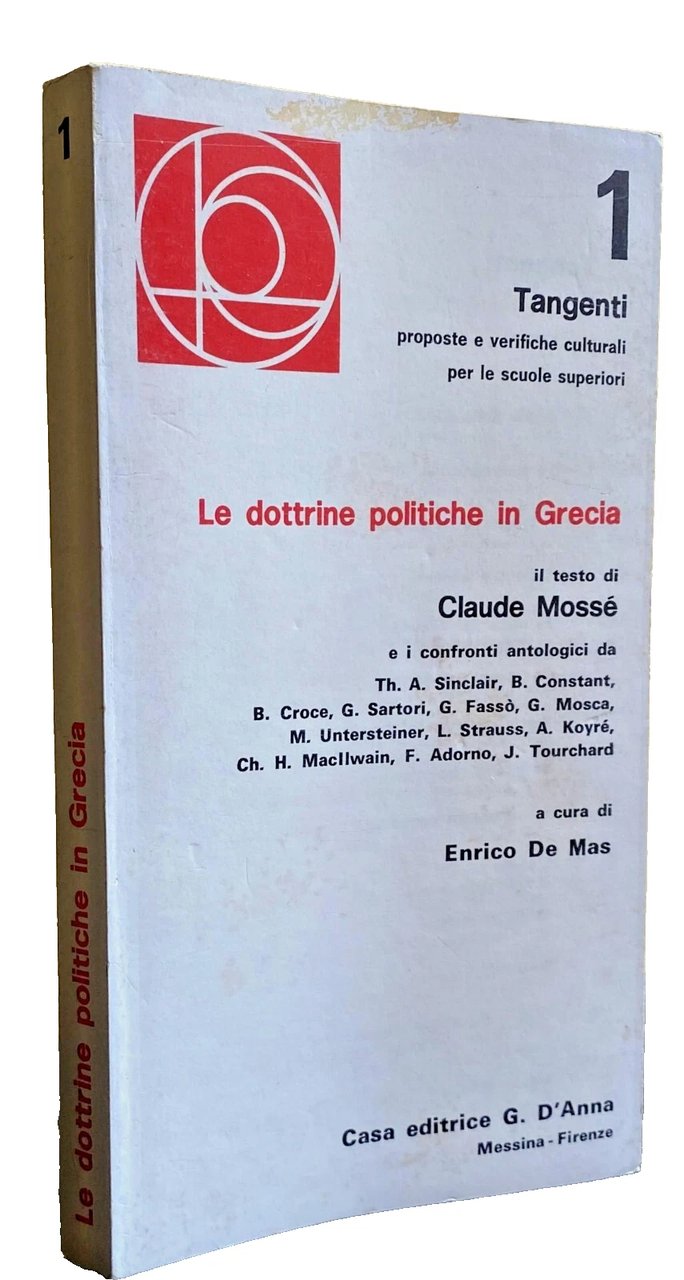 1
1
Tangenti
proposte e verifiche culturali
per le scuole superiori
Le dottrine politiche in Grecia
il testo di
Claude Mossé
e i confronti antologici da
Th. A. Sinclair, B. Constant,
B. Croce, G. Sartori, G. Fassò, G. Mosca,
M. Untersteiner, L. Strauss, A. Koyré,
Ch. H. MacIlwain, F. Adorno, J. Tourchard
a cura di
Enrico De Mas
Casa editrice G. D'Anna
Messina - Firenze
Le dottrine politiche in Grecia